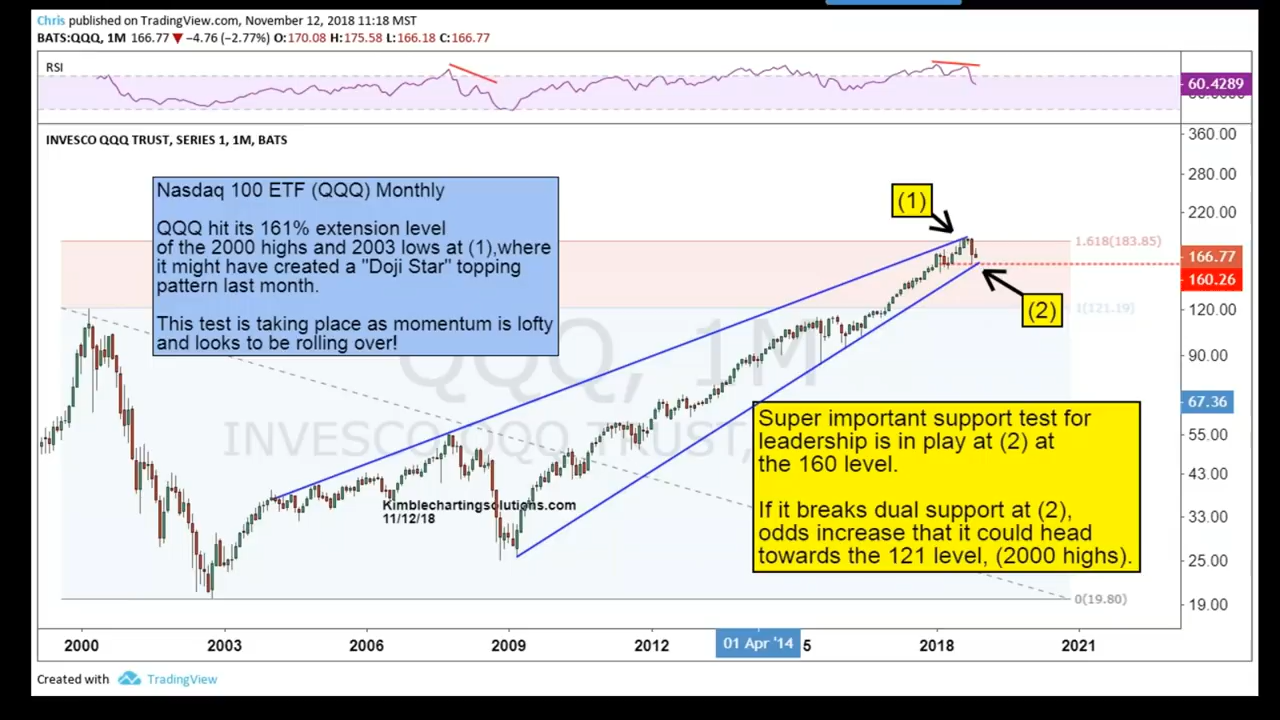 Chris published on TradingView.com, November 12, 2018 11:18 MST
BATS:QQQ, 1M 166.77 ▼ −4.76 (−2.77%) O:170.08 H:175.58 L:166.18 C:166.77
RSI
60.4289
INVESCO QQQ TRUST, SERIES 1, 1M, BATS
360.00
280.00
220.00
166.77
160.26
120.00
90.00
67.36
55.00
43.00
33.00
25.00
19.00
Nasdaq 100 ETF (QQQ) Monthly
QQQ hit its 161% extension level
of the 2000 highs and 2003 lows at (1),where
it might have created a "Doji Star" topping
pattern last month.
This test is taking place as momentum is lofty
and looks to be rolling over!
(1)
1.618(183.85)
(2)
1(121.19)
QQQ, 1M
INVESCO QQQ TRUST,
Super important support test for
leadership is in play at (2) at
the 160 level.
If it breaks dual support at (2),
odds increase that it could head
towards the 121 level, (2000 highs).
Kimblechartingsolutions.com
11/12/18
0(19.80)
2000 2003 2006 2009 2012 01 Apr '14 5 2018 2021
Created with TradingView